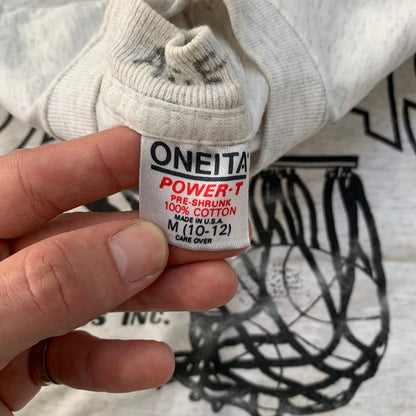 A.E
ONEITA
POWER-T
PRE-SHRUNK
100% COTTON
MADE IN U.S.A.
M (10-12)
CARE OVER
INC.